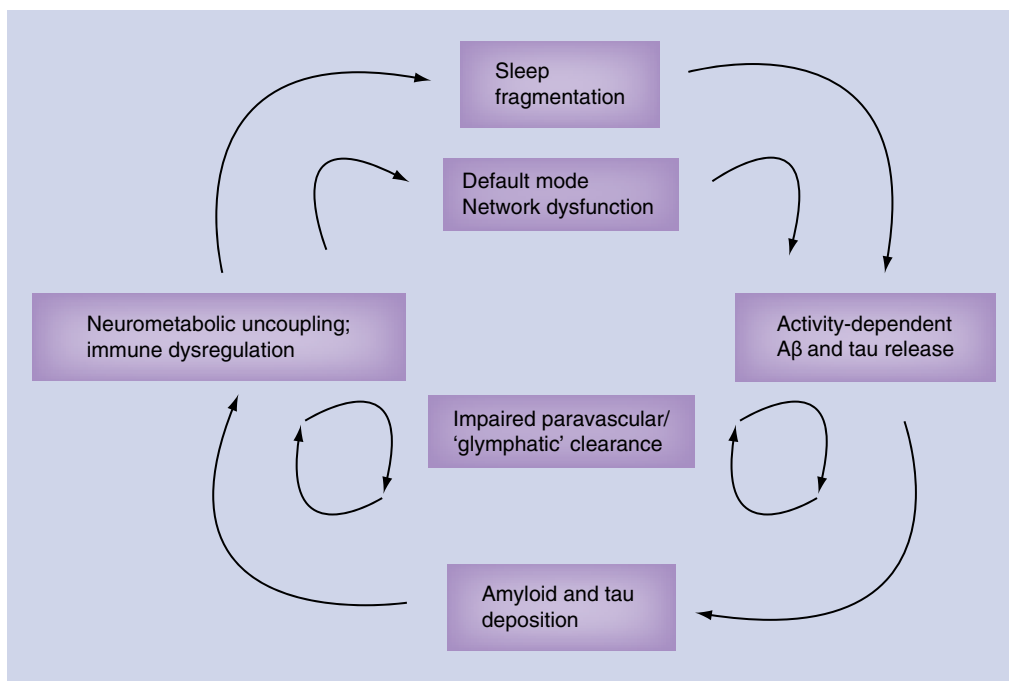 Sleep
fragmentation
Default mode
Network dysfunction
Neurometabolic uncoupling;
immune dysregulation
Activity-dependent
Aβ and tau release
Impaired paravascular/
‘glymphatic’ clearance
Amyloid and tau
deposition